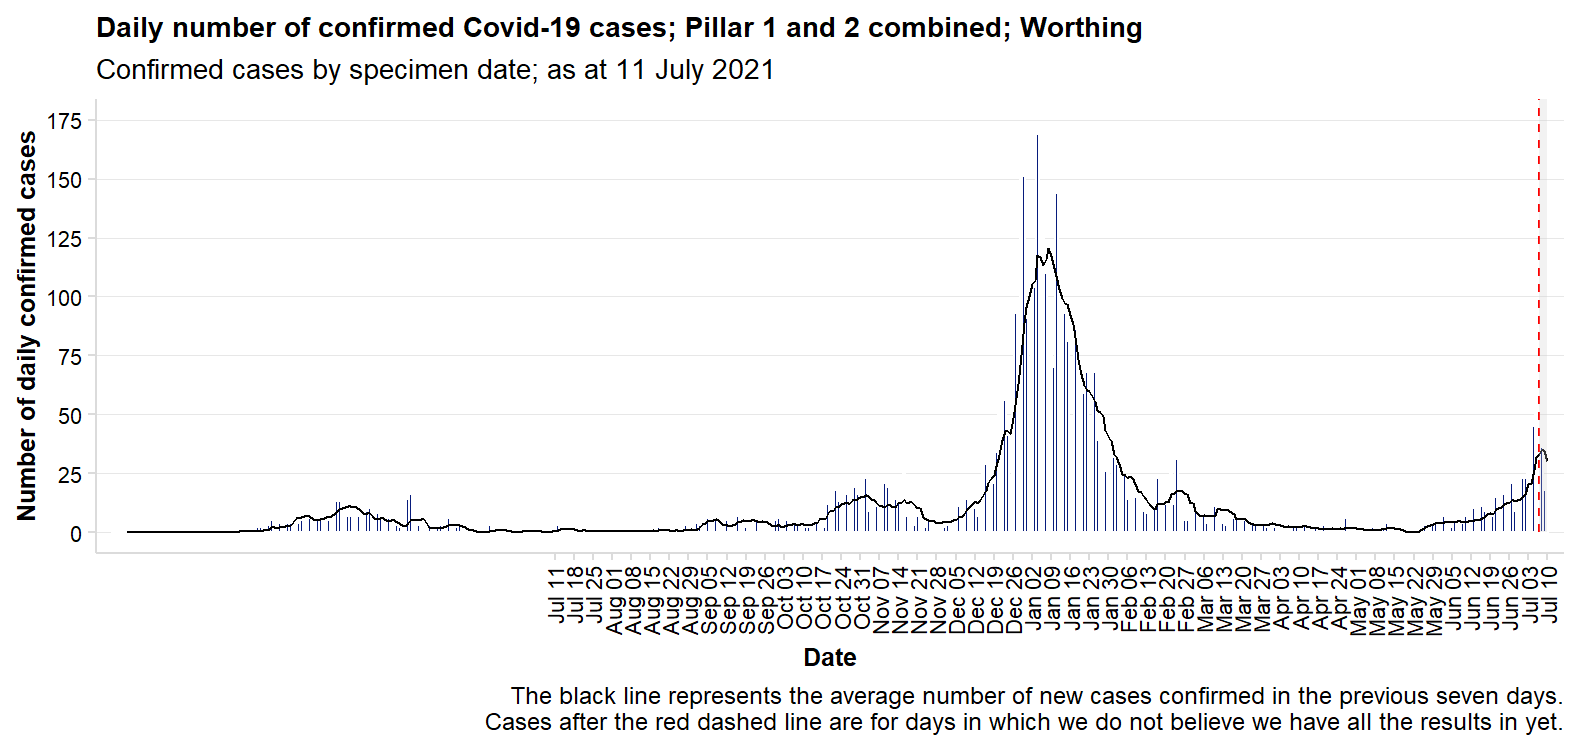 Daily number of confirmed Covid-19 cases; Pillar 1 and 2 combined; Worthing
Confirmed cases by specimen date; as at 11 July 2021
Number of daily confirmed cases
175
150
125
100
75
50
25
0
Jul 11
Jul 18
Jul 25
Aug 01
Aug 08
Aug 15
Aug 22
Aug 29
Sep 05
Sep 12
Sep 19
Sep 26
Oct 03
Oct 10
Oct 17
Oct 24
Oct 31
Nov 07
Nov 14
Nov 21
Nov 28
Dec 05
Dec 12
Dec 19
Dec 26
Jan 02
Jan 09
Jan 16
Jan 23
Jan 30
Feb 06
Feb 13
Feb 20
Feb 27
Mar 06
Mar 13
Mar 20
Mar 27
Apr 03
Apr 10
Apr 17
Apr 24
May 01
May 08
May 15
May 22
May 29
Jun 05
Jun 12
Jun 19
Jun 26
Jul 03
Jul 10
Date
The black line represents the average number of new cases confirmed in the previous seven days.
Cases after the red dashed line are for days in which we do not believe we have all the results in yet.